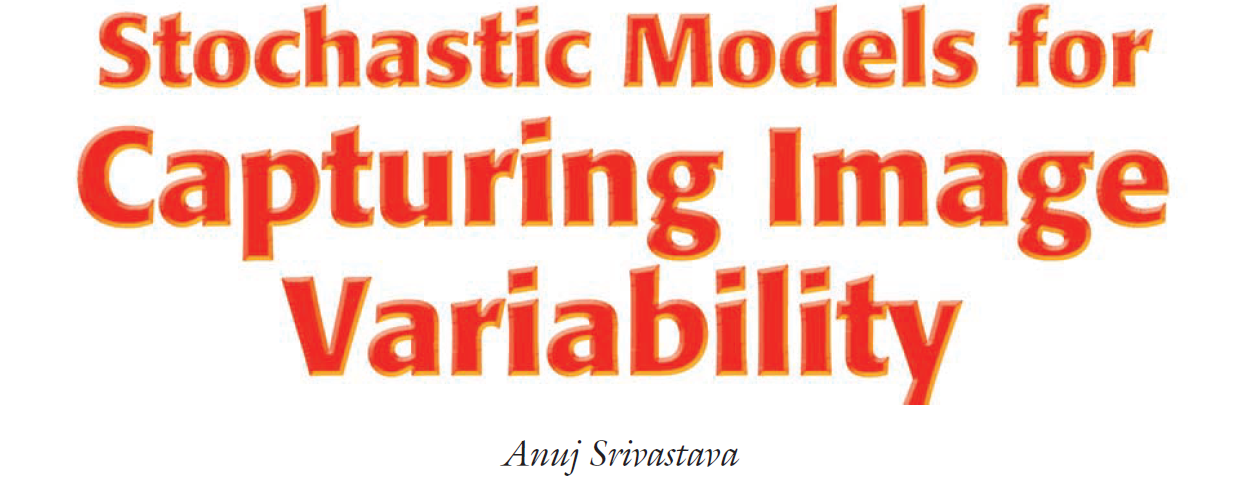 Stochastic Models for
Capturing Image
Variability
Anuj Srivastava